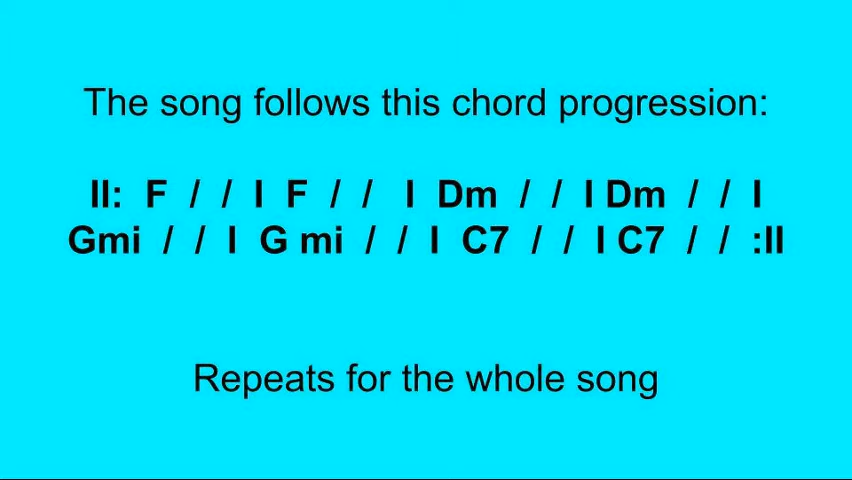 The song follows this chord progression:
II: F / / I F / / I Dm / / I Dm / / I
Gmi / / I G mi / / I C7 / / I C7 / / :II
Repeats for the whole song